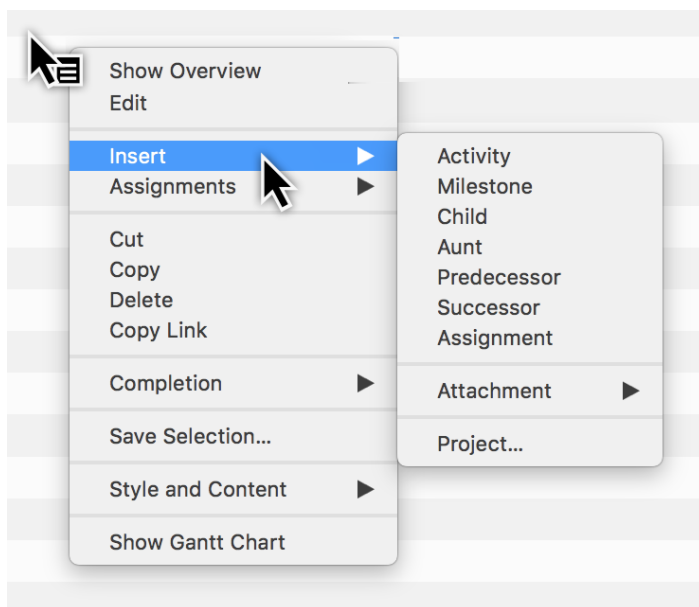 Show Overview
Edit
Insert
Assignments
Cut
Copy
Delete
Copy Link
Completion
Save Selection...
Style and Content
Show Gantt Chart
Activity
Milestone
Child
Aunt
Predecessor
Successor
Assignment
Attachment
Project...